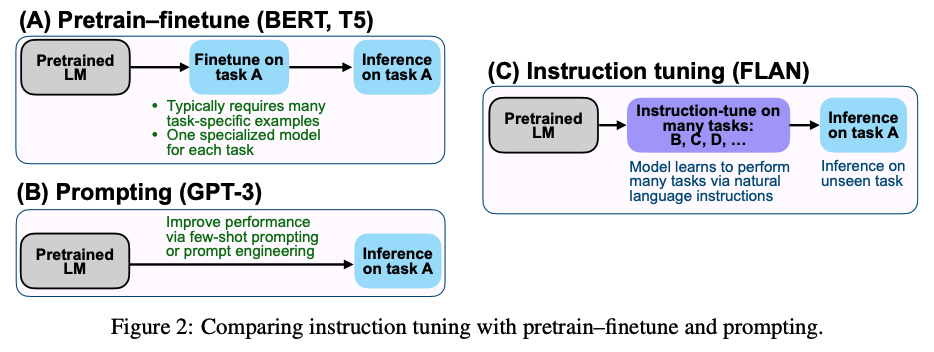 (A) Pretrain–finetune (BERT, T5)
Pretrained
LM
Finetune on
task A
Inference
on task A
• Typically requires many
task-specific examples
• One specialized model
for each task
(B) Prompting (GPT-3)
Pretrained
LM
Improve performance
via few-shot prompting
or prompt engineering
Inference
on task A
(C) Instruction tuning (FLAN)
Pretrained
LM
Instruction-tune on
many tasks:
B, C, D, …
Inference
on task A
Model learns to perform
many tasks via natural
language instructions
Inference on
unseen task
Figure 2: Comparing instruction tuning with pretrain–finetune and prompting.